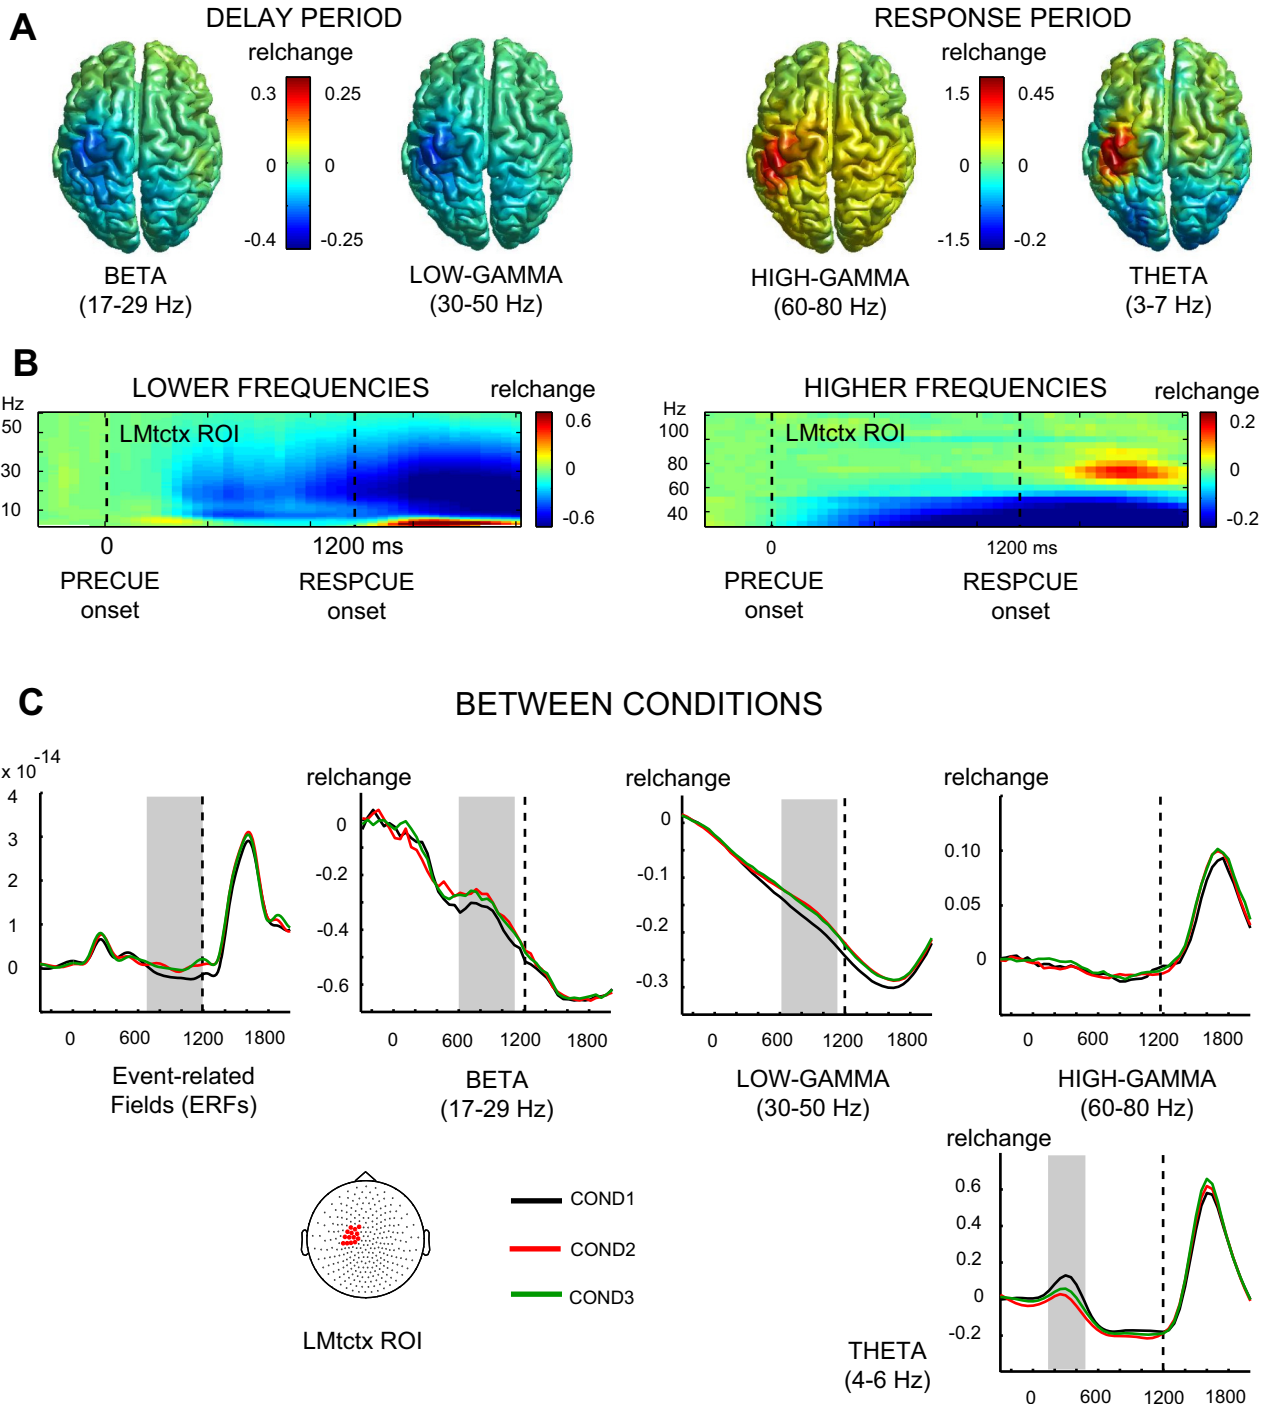 A
DELAY PERIOD
RESPONSE PERIOD
relchange
relchange
0.3 0.25
0 0
-0.4 -0.25
1.5 0.45
0 0
-1.5 -0.2
BETA
(17-29 Hz)
LOW-GAMMA
(30-50 Hz)
HIGH-GAMMA
(60-80 Hz)
THETA
(3-7 Hz)
B
LOWER FREQUENCIES
relchange
Hz
50
30
10
LMtctx ROI
0.6
0
-0.6
0
1200 ms
PRECUE
onset
RESPCUE
onset
HIGHER FREQUENCIES
relchange
Hz
100
80
60
40
LMtctx ROI
0.2
0
-0.2
0
1200 ms
PRECUE
onset
RESPCUE
onset
C
BETWEEN CONDITIONS
x 10-14
4
3
2
1
0
0 600 1200 1800
Event-related
Fields (ERFs)
relchange
0
-0.2
-0.4
-0.6
0 600 1200 1800
BETA
(17-29 Hz)
relchange
0
-0.1
-0.2
-0.3
0 600 1200 1800
LOW-GAMMA
(30-50 Hz)
relchange
0.10
0.05
0
0 600 1200 1800
HIGH-GAMMA
(60-80 Hz)
LMtctx ROI
COND1
COND2
COND3
relchange
0.6
0.4
0.2
0
-0.2
0 600 1200 1800
THETA
(4-6 Hz)